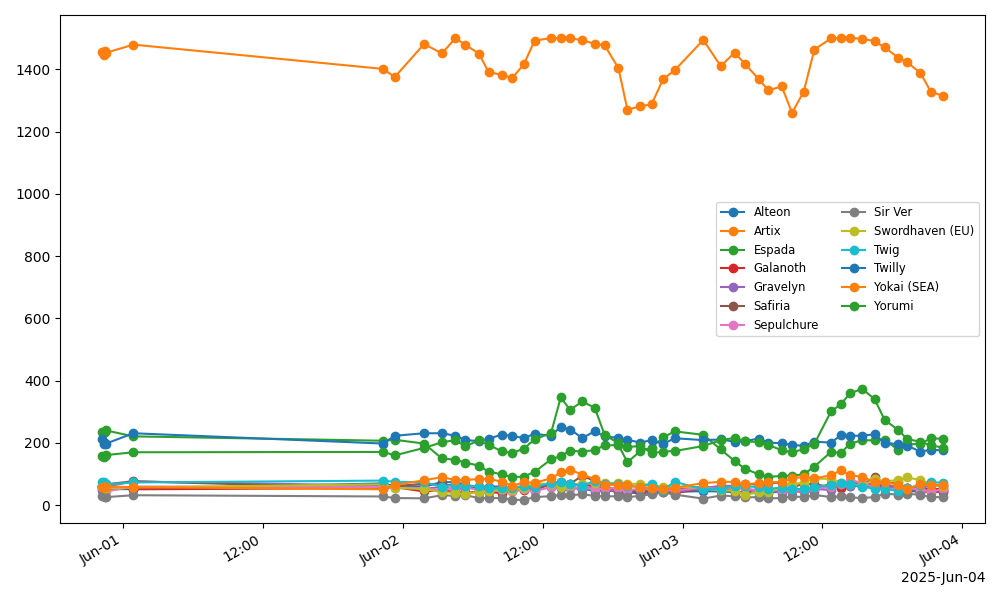 1400
1200
1000
800
600
400
200
0
Alteon
Artix
Espada
Galanoth
Gravelyn
Safiria
Sepulchure
Sir Ver
Swordhaven (EU)
Twig
Twilly
Yokai (SEA)
Yorumi
Jun-01
12:00
Jun-02
12:00
Jun-03
12:00
Jun-04
2025-Jun-04